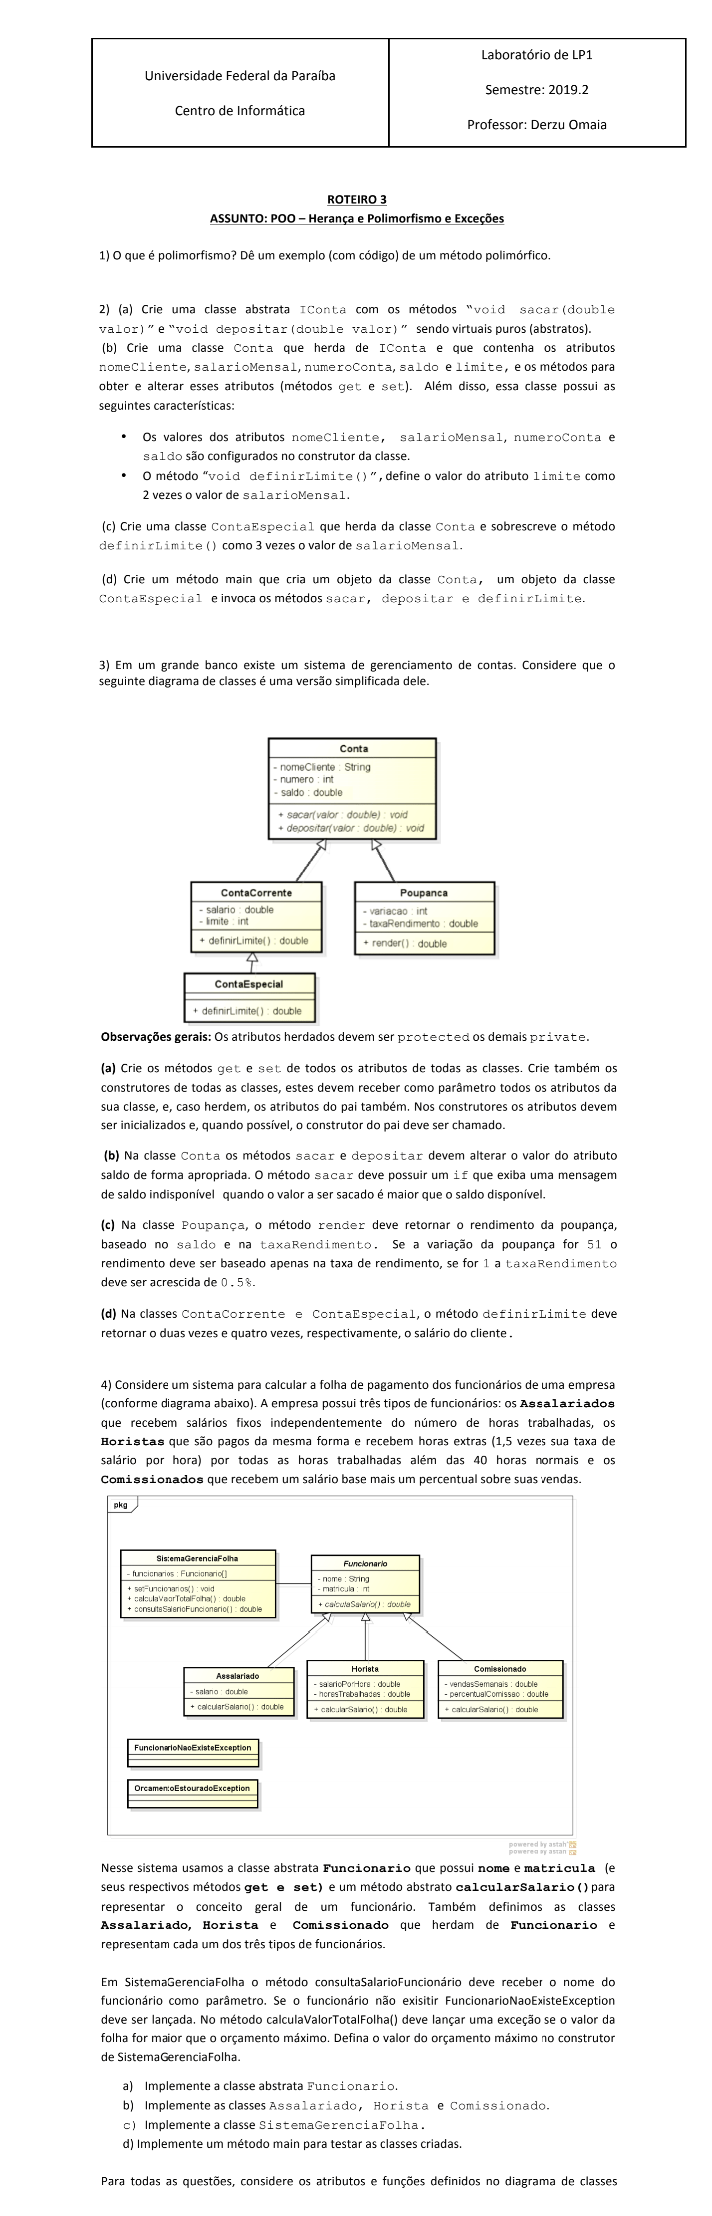 Universidade Federal da Paraíba
Centro de Informática
Laboratório de LP1
Semestre: 2019.2
Professor: Derzu Omaia
ROTEIRO 3
ASSUNTO: POO – Herança e Polimorfismo e Exceções
1) O que é polimorfismo? Dê um exemplo (com código) de um método polimórfico.
2) (a) Crie uma classe abstrata IConta com os métodos “void sacar(double
valor)” e “void depositar(double valor)” sendo virtuais puros (abstratos).
(b) Crie uma classe Conta que herda de IConta e que contenha os atributos
nomeCliente, salarioMensal, numeroConta, saldo e limite, e os métodos para
obter e alterar esses atributos (métodos get e set). Além disso, essa classe possui as
seguintes características:
• Os valores dos atributos nomeCliente, salarioMensal, numeroConta e
saldo são configurados no construtor da classe.
• O método “void definirLimite()”, define o valor do atributo limite como
2 vezes o valor de salarioMensal.
(c) Crie uma classe ContaEspecial que herda da classe Conta e sobrescreve o método
definirLimite() como 3 vezes o valor de salarioMensal.
(d) Crie um método main que cria um objeto da classe Conta, um objeto da classe
ContaEspecial e invoca os métodos sacar, depositar e definirLimite.
3) Em um grande banco existe um sistema de gerenciamento de contas. Considere que o
seguinte diagrama de classes é uma versão simplificada dele.
Conta
- nomeCliente : String
- numero : int
- saldo : double
+ sacar(valor : double) : void
+ depositar(valor : double) : void
ContaCorrente
- salario : double
- limite : int
+ definirLimite() : double
Poupanca
- variacao : int
- taxaRendimento : double
+ render() : double
ContaEspecial
+ definirLimite() : double
Observações gerais: Os atributos herdados devem ser protected os demais private.
(a) Crie os métodos get e set de todos os atributos de todas as classes. Crie também os
construtores de todas as classes, estes devem receber como parâmetro todos os atributos da
sua classe, e, caso herdem, os atributos do pai também. Nos construtores os atributos devem
ser inicializados e, quando possível, o construtor do pai deve ser chamado.
(b) Na classe Conta os métodos sacar e depositar devem alterar o valor do atributo
saldo de forma apropriada. O método sacar deve possuir um if que exiba uma mensagem
de saldo indisponível quando o valor a ser sacado é maior que o saldo disponível.
(c) Na classe Poupança, o método render deve retornar o rendimento da poupança,
baseado no saldo e na taxaRendimento. Se a variação da poupança for 51 o
rendimento deve ser baseado apenas na taxa de rendimento, se for 1 a taxaRendimento
deve ser acrescida de 0.5%.
(d) Na classes ContaCorrente e ContaEspecial, o método definirLimite deve
retornar o duas vezes e quatro vezes, respectivamente, o salário do cliente.
4) Considere um sistema para calcular a folha de pagamento dos funcionários de uma empresa
(conforme diagrama abaixo). A empresa possui três tipos de funcionários: os Assalariados
que recebem salários fixos independentemente do número de horas trabalhadas, os
Horistas que são pagos da mesma forma e recebem horas extras (1,5 vezes sua taxa de
salário por hora) por todas as horas trabalhadas além das 40 horas normais e os
Comissionados que recebem um salário base mais um percentual sobre suas vendas.
pkg
SistemaGerenciaFolha
- funcionarios : Funcionario[]
+ setFuncionarios() : void
+ calculaValorTotalFolha() : double
+ consultaSalarioFuncionario() : double
Funcionario
- nome : String
- matricula : int
+ calculaSalario() : double
Assalariado
- salario : double
+ calcularSalario() : double
Horista
- salarioPorHora : double
- horasTrabalhadas : double
+ calcularSalario() : double
Comissionado
- vendasSemanais : double
- percentualComissao : double
+ calcularSalario() : double
FuncionarioNaoExisteException
OrcamentoEstouradoException
powered by astah*
powered by astah*
Nesse sistema usamos a classe abstrata Funcionario que possui nome e matricula (e
seus respectivos métodos get e set) e um método abstrato calcularSalario() para
representar o conceito geral de um funcionário. Também definimos as classes
Assalariado, Horista e Comissionado que herdam de Funcionario e
representam cada um dos três tipos de funcionários.
Em SistemaGerenciaFolha o método consultaSalarioFuncionário deve receber o nome do
funcionário como parâmetro. Se o funcionário não exisitir FuncionarioNaoExisteException
deve ser lançada. No método calculaValorTotalFolha() deve lançar uma exceção se o valor da
folha for maior que o orçamento máximo. Defina o valor do orçamento máximo no construtor
de SistemaGerenciaFolha.
a) Implemente a classe abstrata Funcionario.
b) Implemente as classes Assalariado, Horista e Comissionado.
c) Implemente a classe SistemaGerenciaFolha.
d) Implemente um método main para testar as classes criadas.
Para todas as questões, considere os atributos e funções definidos no diagrama de classes